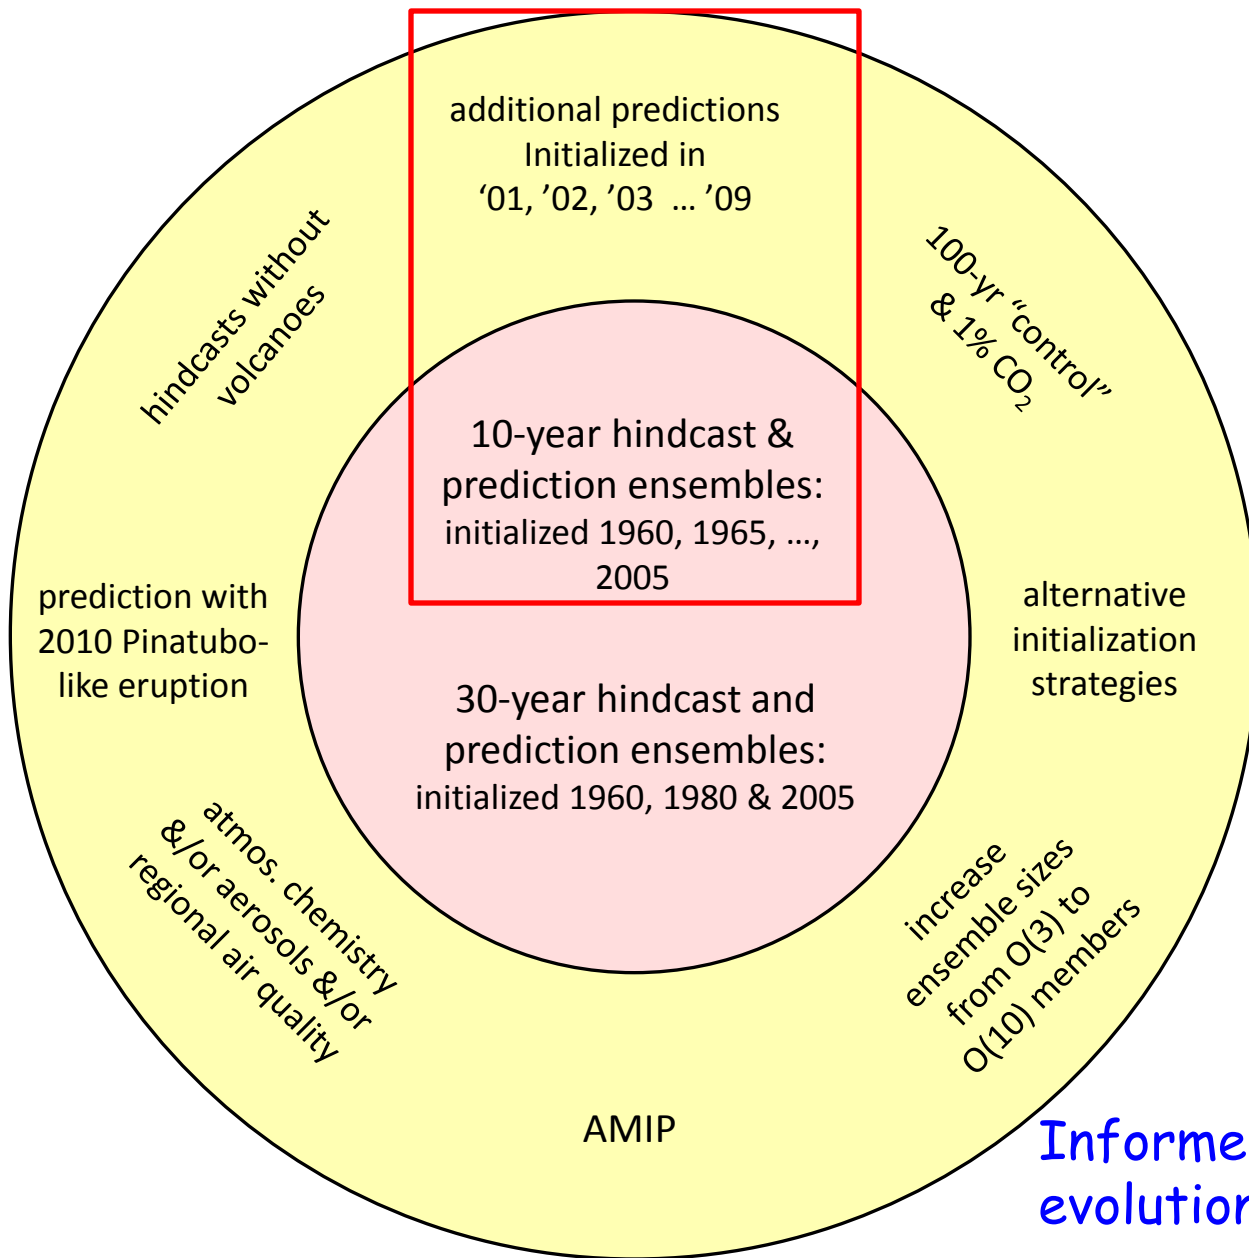 additional predictions
Initialized in
‘01, ’02, ’03 … ’09
hindcasts without
volcanoes
100-yr “control”
& 1% CO₂
10-year hindcast &
prediction ensembles:
initialized 1960, 1965, …,
2005
prediction with
2010 Pinatubo-
like eruption
alternative
initialization
strategies
30-year hindcast and
prediction ensembles:
initialized 1960, 1980 & 2005
atmos. chemistry
&/or aerosols &/or
regional air quality
increase
ensemble sizes
from O(3) to
O(10) members
AMIP
Informe
evolution